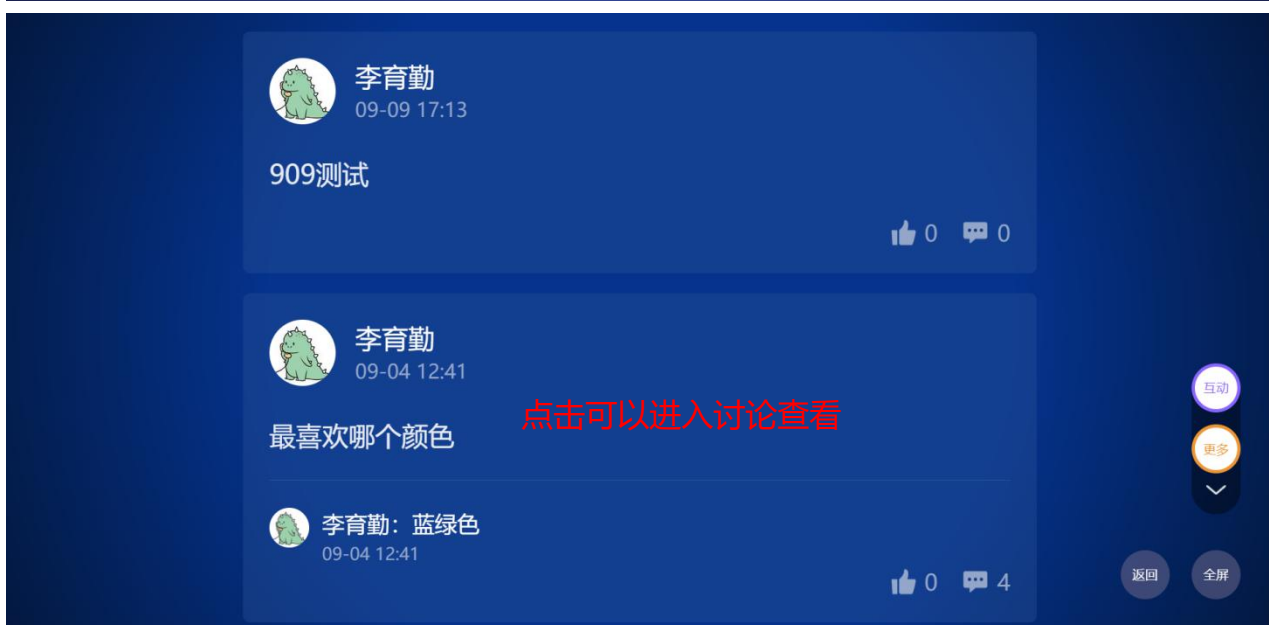 李育勤
09-09 17:13
909测试
0 0
李育勤
09-04 12:41
点击可以进入讨论查看
最喜欢哪个颜色
李育勤：蓝绿色
09-04 12:41
0 4
互动
更多
返回 全屏